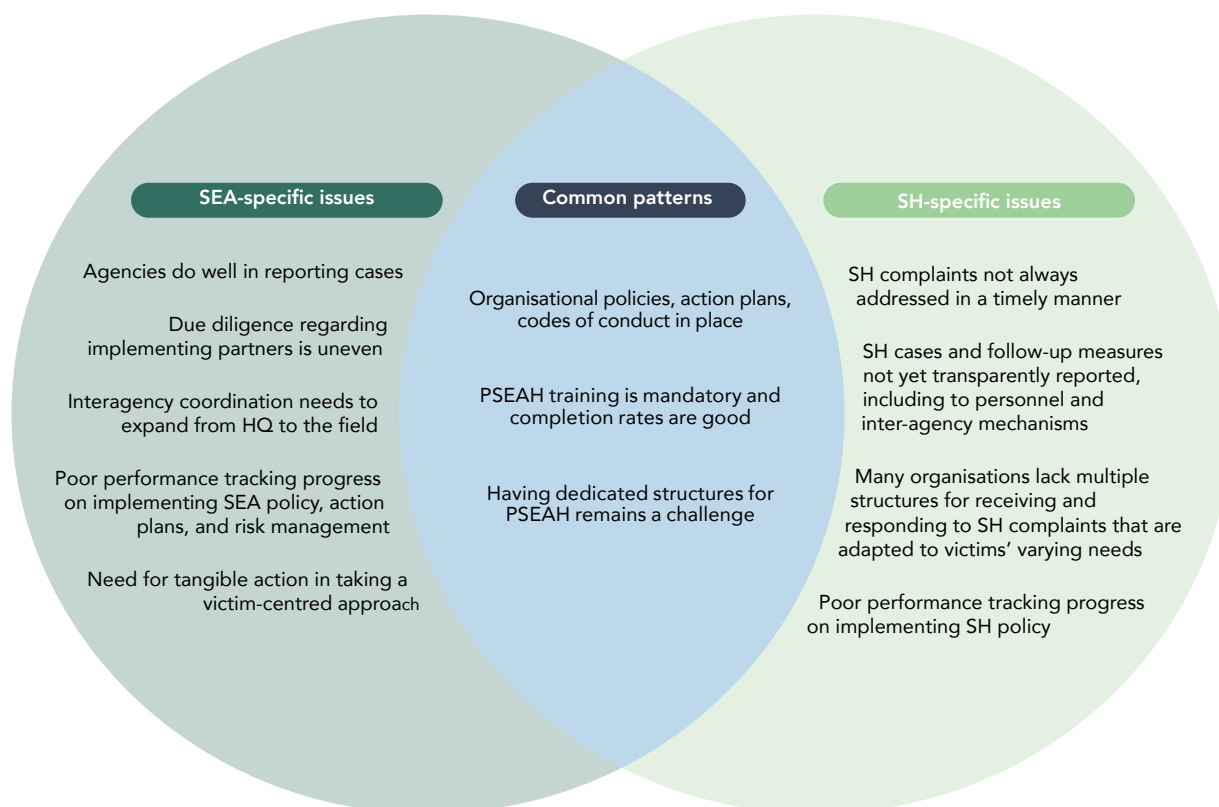 SEA-specific issues
Agencies do well in reporting cases
Due diligence regarding
implementing partners is uneven
Interagency coordination needs to
expand from HQ to the field
Poor performance tracking progress
on implementing SEA policy, action
plans, and risk management
Need for tangible action in taking a
victim-centred approach
Common patterns
Organisational policies, action plans,
codes of conduct in place
PSEAH training is mandatory and
completion rates are good
Having dedicated structures for
PSEAH remains a challenge
SH-specific issues
SH complaints not always
addressed in a timely manner
SH cases and follow-up measures
not yet transparently reported,
including to personnel and
inter-agency mechanisms
Many organisations lack multiple
structures for receiving and
responding to SH complaints that are
adapted to victims’ varying needs
Poor performance tracking progress
on implementing SH policy